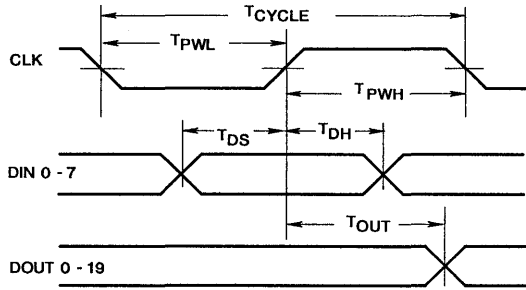 TCYCLE
TPWL
CLK
TPWH
TDS
TDH
DIN 0 - 7
TOUT
DOUT 0 - 19